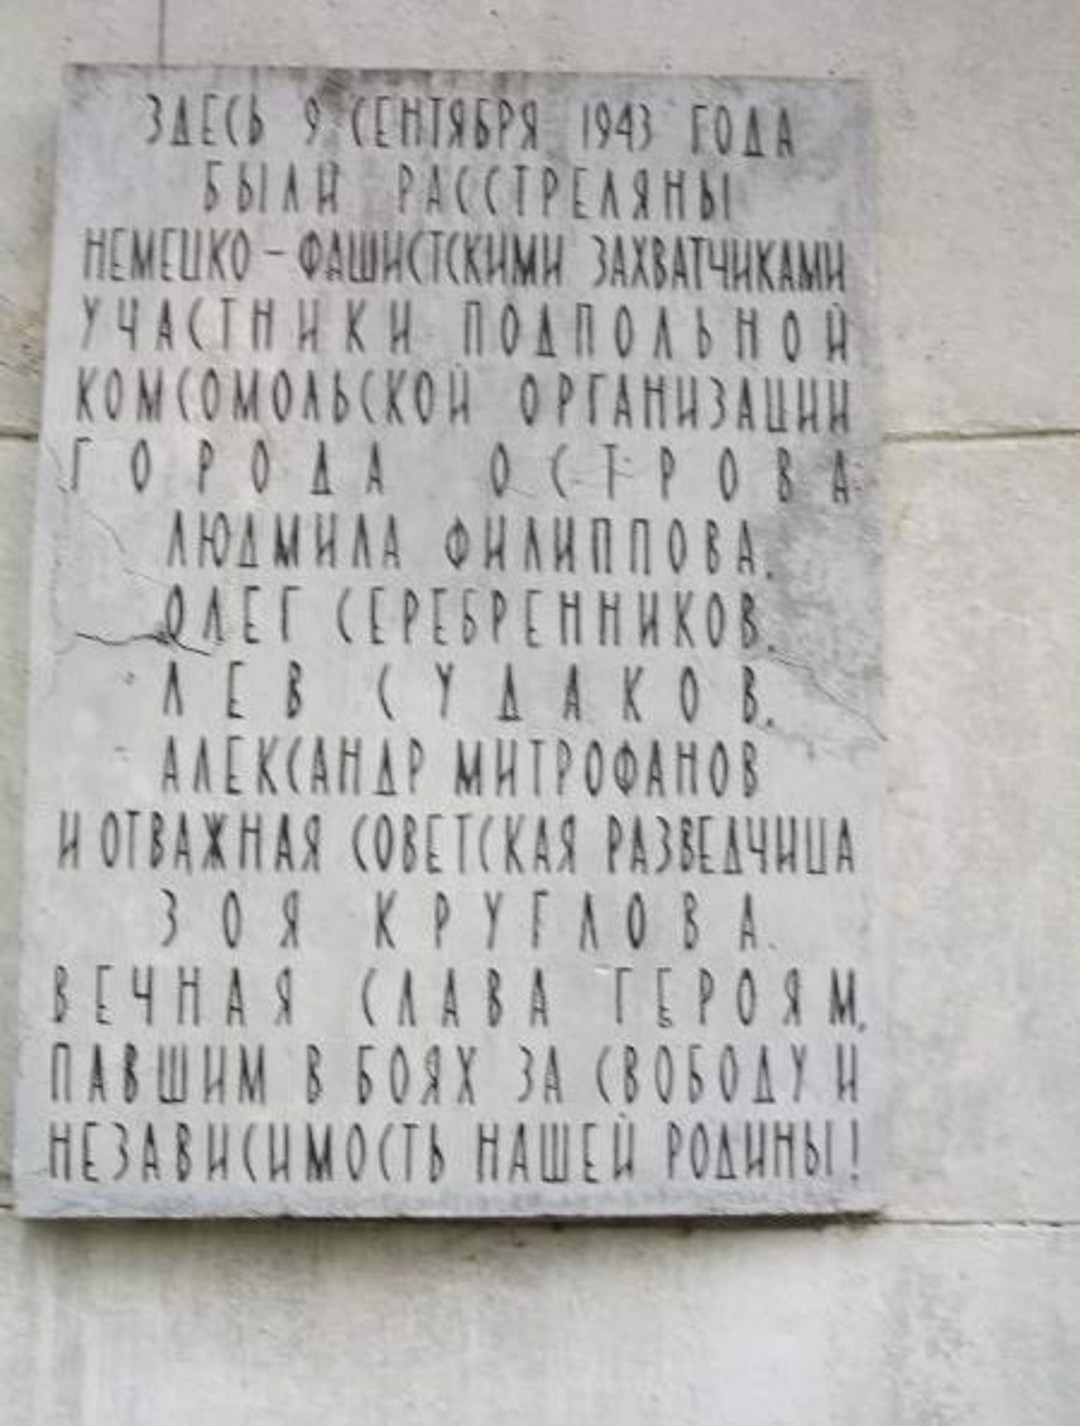 ЗДЕСЬ 9 СЕНТЯБРЯ 1943 ГОДА
БЫЛИ РАССТРЕЛЯНЫ
НЕМЕЦКО-ФАШИСТСКИМИ ЗАХВАТЧИКАМИ
УЧАСТНИКИ ПОДПОЛЬНОЙ
КОМСОМОЛЬСКОЙ ОРГАНИЗАЦИИ
ГОРОДА ОСТРОВА
ЛЮДМИЛА ФИЛИППОВА,
ОЛЕГ СЕРЕБРЕННИКОВ,
ЛЕВ СУДАКОВ,
АЛЕКСАНДР МИТРОФАНОВ
И ОТВАЖНАЯ СОВЕТСКАЯ РАЗВЕДЧИЦА
ЗОЯ КРУГЛОВА.
ВЕЧНАЯ СЛАВА ГЕРОЯМ,
ПАВШИМ В БОЯХ ЗА СВОБОДУ И
НЕЗАВИСИМОСТЬ НАШЕЙ РОДИНЫ!